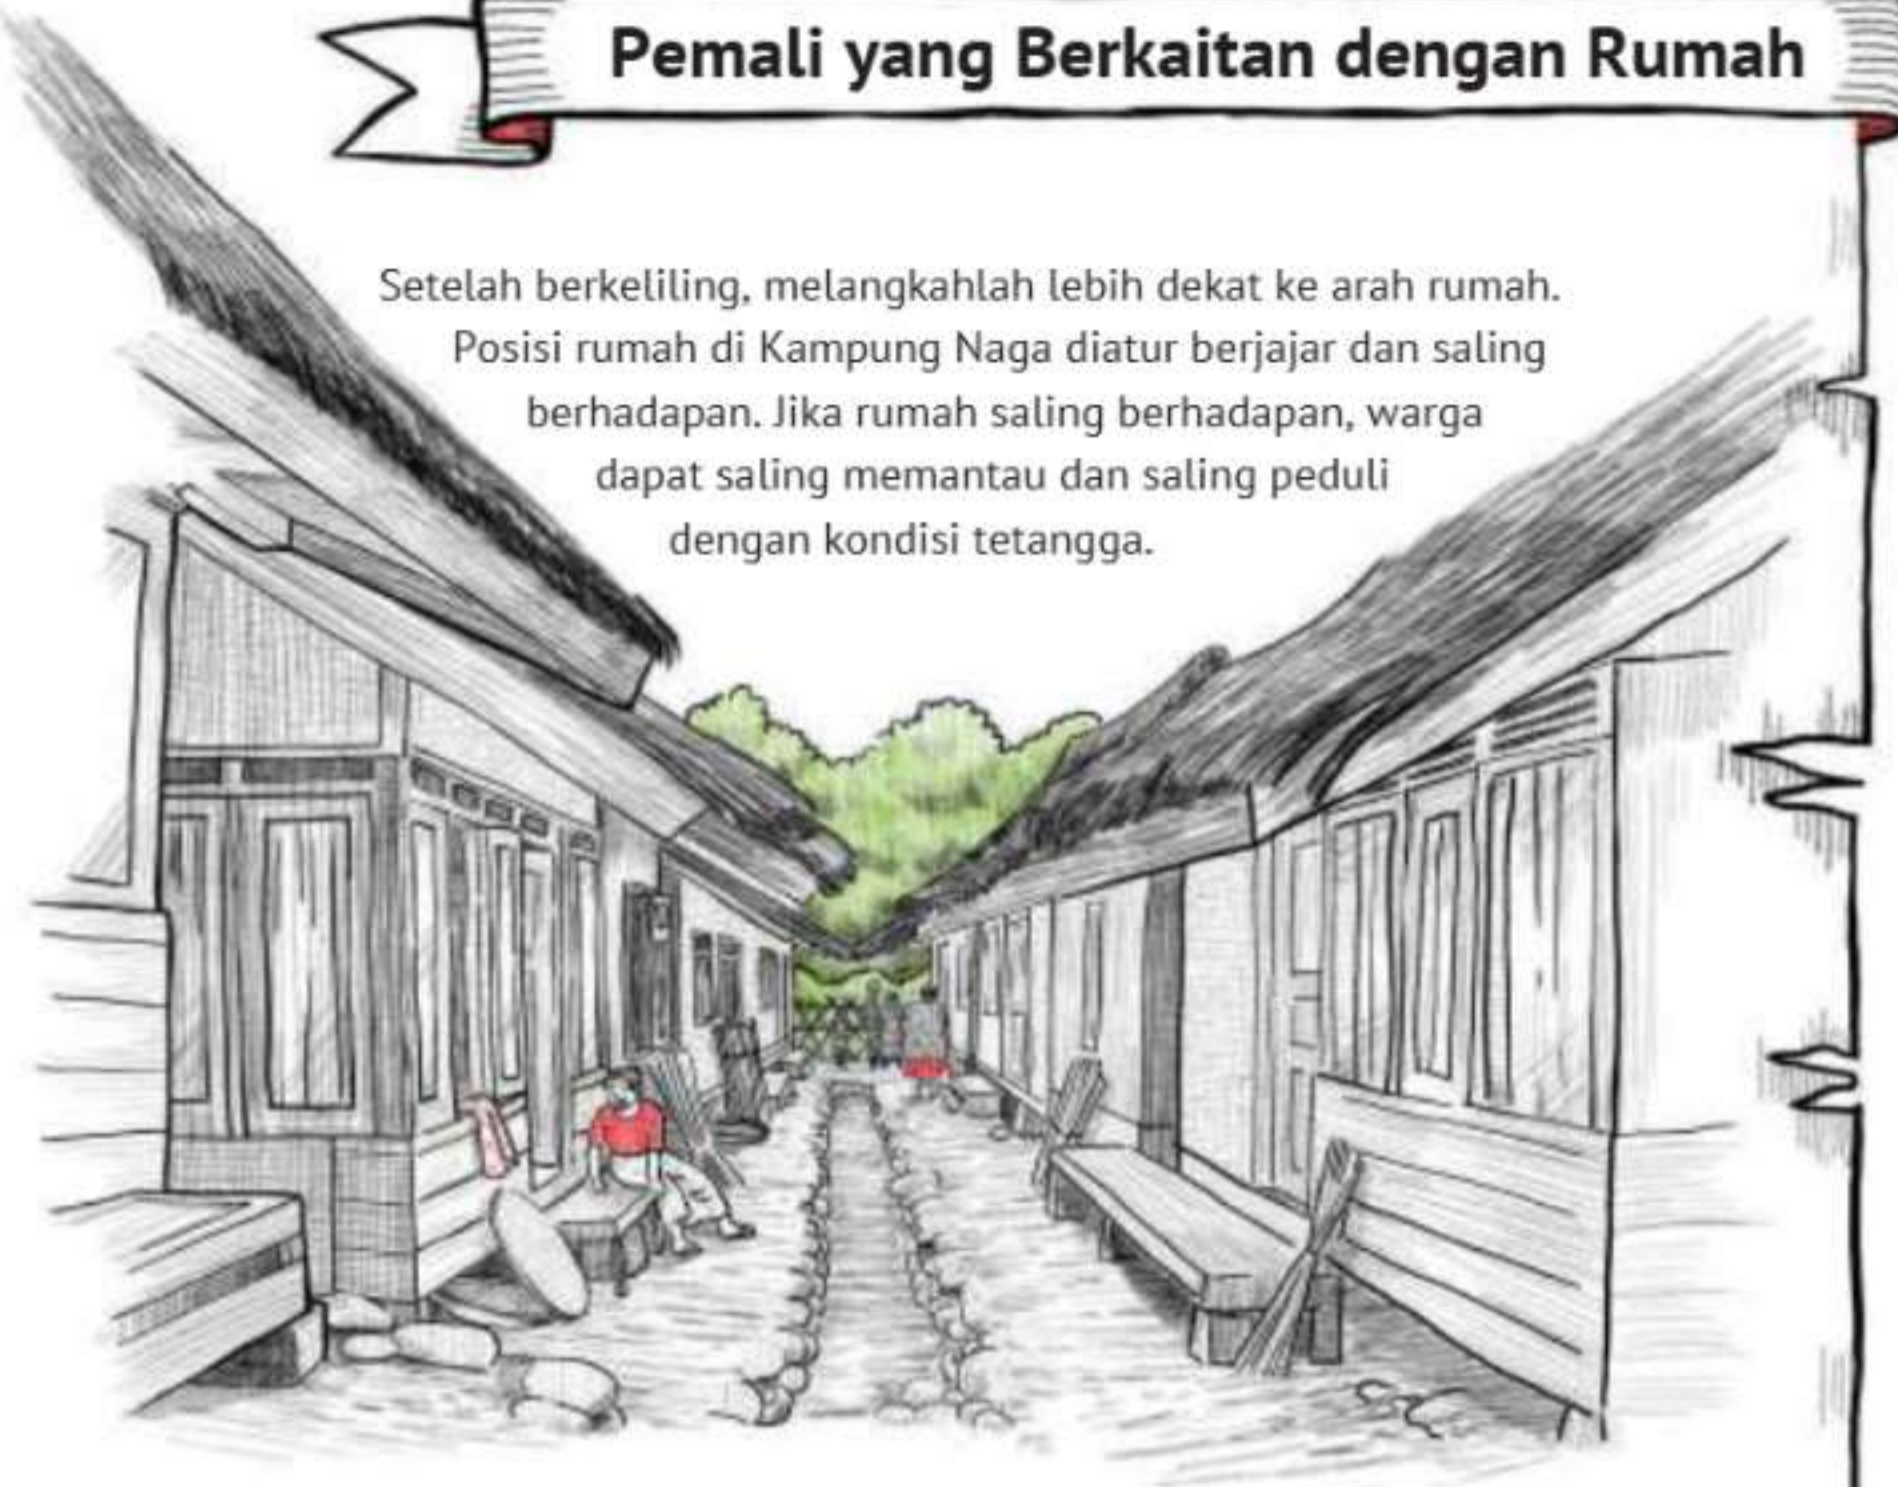 Pemali yang Berkaitan dengan Rumah
Setelah berkeliling, melangkahlah lebih dekat ke arah rumah.
Posisi rumah di Kampung Naga diatur berjajar dan saling
berhadapan. Jika rumah saling berhadapan, warga
dapat saling memantau dan saling peduli
dengan kondisi tetangga.